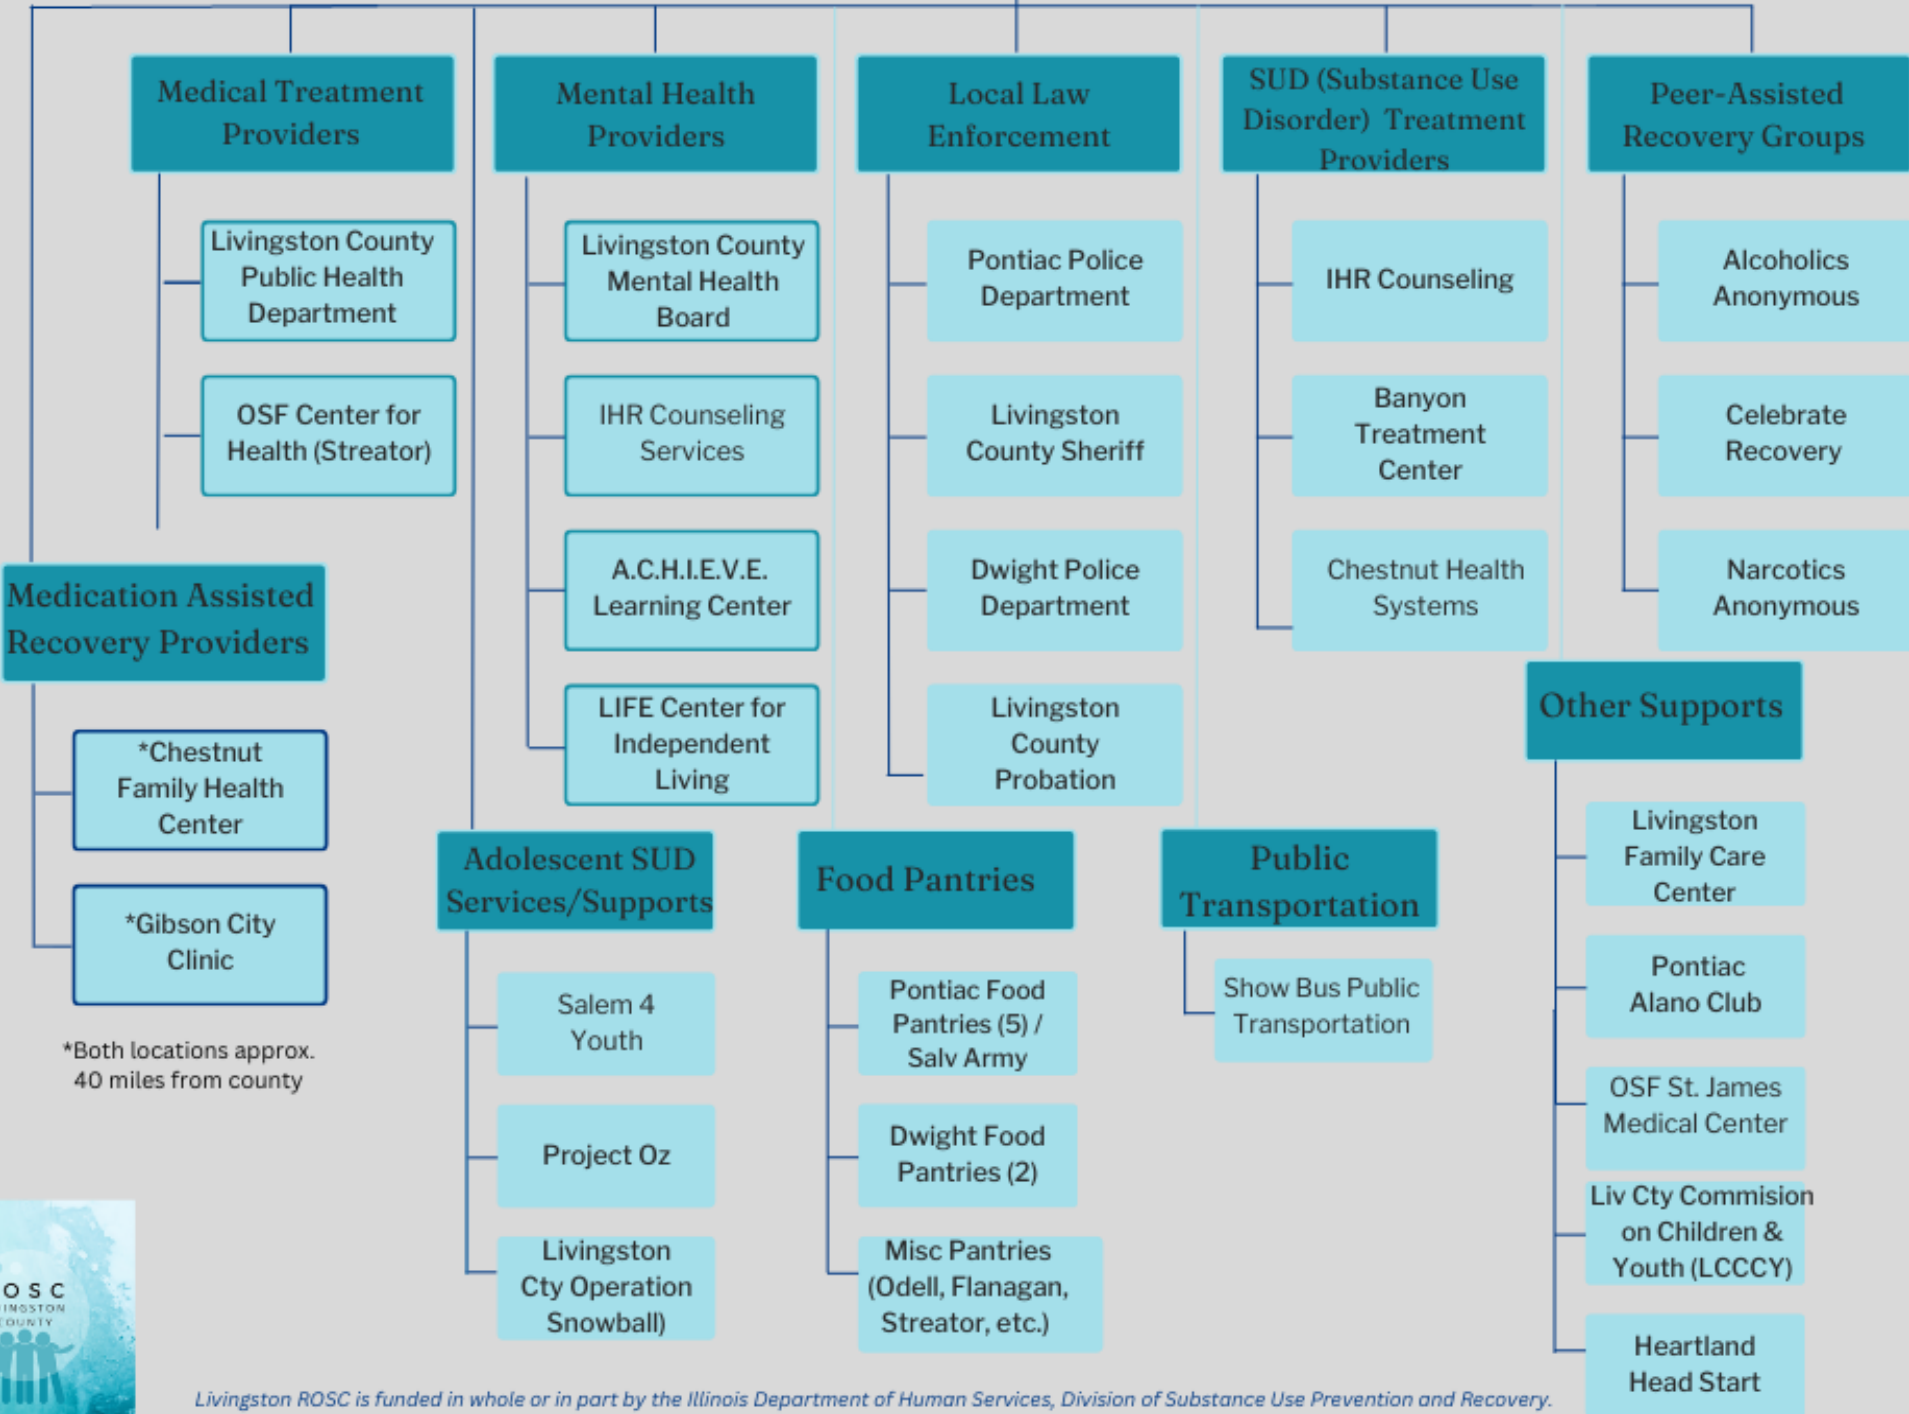 Medical Treatment
Providers
Livingston County
Public Health
Department
OSF Center for
Health (Streator)
Mental Health
Providers
Livingston County
Mental Health
Board
IHR Counseling
Services
A.C.H.I.E.V.E.
Learning Center
LIFE Center for
Independent
Living
Local Law
Enforcement
Pontiac Police
Department
Livingston
County Sheriff
Dwight Police
Department
Livingston
County
Probation
SUD (Substance Use
Disorder) Treatment
Providers
IHR Counseling
Banyon
Treatment
Center
Chestnut Health
Systems
Peer-Assisted
Recovery Groups
Alcoholics
Anonymous
Celebrate
Recovery
Narcotics
Anonymous
Medication Assisted
Recovery Providers
*Chestnut
Family Health
Center
*Gibson City
Clinic
*Both locations approx.
40 miles from county
Adolescent SUD
Services/Supports
Salem 4
Youth
Project Oz
Livingston
Cty Operation
Snowball)
Food Pantries
Pontiac Food
Pantries (5) /
Salv Army
Dwight Food
Pantries (2)
Misc Pantries
(Odell, Flanagan,
Streator, etc.)
Public
Transportation
Show Bus Public
Transportation
Other Supports
Livingston
Family Care
Center
Pontiac
Alano Club
OSF St. James
Medical Center
Liv Cty Commision
on Children &
Youth (LCCCY)
Heartland
Head Start
OSC
INGSTON
OUNTY
Livingston ROSC is funded in whole or in part by the Illinois Department of Human Services, Division of Substance Use Prevention and Recovery.